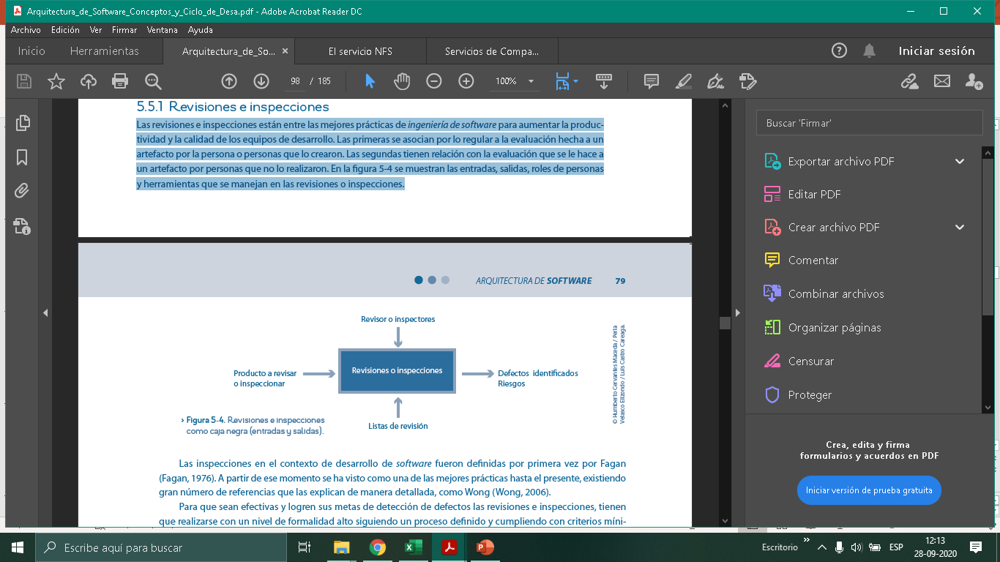 Arquitectura_de_Software_Conceptos_y_Ciclo_de_Desa.pdf - Adobe Acrobat Reader DC
Archivo Edición Ver Firmar Ventana Ayuda
Inicio Herramientas Arquitectura_de_So... × El servicio NFS Servicios de Compa... Iniciar sesión
98 / 185 100%
5.5.1 Revisiones e inspecciones
Las revisiones e inspecciones están entre las mejores prácticas de ingeniería de software para aumentar la produc-
tividad y la calidad de los equipos de desarrollo. Las primeras se asocian por lo regular a la evaluación hecha a un
artefacto por la persona o personas que lo crearon. Las segundas tienen relación con la evaluación que se le hace a
un artefacto por personas que no lo realizaron. En la figura 5-4 se muestran las entradas, salidas, roles de personas
y herramientas que se manejan en las revisiones o inspecciones.
ARQUITECTURA DE SOFTWARE 79
Revisor o inspectores
Producto a revisar
o inspeccionar
Revisiones o inspecciones
Defectos identificados
Riesgos
Listas de revisión
› Figura 5-4. Revisiones e inspecciones
como caja negra (entradas y salidas).
© Humberto Cervantes Maceda / Perla
Velasco Elizondo / Luis Castro Careaga.
Las inspecciones en el contexto de desarrollo de software fueron definidas por primera vez por Fagan
(Fagan, 1976). A partir de ese momento se ha visto como una de las mejores prácticas hasta el presente, existiendo
gran número de referencias que las explican de manera detallada, como Wong (Wong, 2006).
Para que sean efectivas y logren sus metas de detección de defectos las revisiones e inspecciones, tienen
que realizarse con un nivel de formalidad alto siguiendo un proceso definido y cumpliendo con criterios míni-
Buscar 'Firmar'
Exportar archivo PDF
Editar PDF
Crear archivo PDF
Comentar
Combinar archivos
Organizar páginas
Censurar
Proteger
Crea, edita y firma
formularios y acuerdos en PDF
Iniciar versión de prueba gratuita
Escribe aquí para buscar
Escritorio » ESP
12:13
28-09-2020